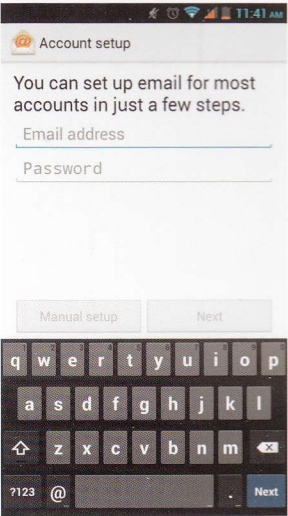 11:41 AM
Account setup
You can set up email for most
accounts in just a few steps.
Email address
Password
Manual setup
Next
q w e r t y u i o p
a s d f g h j k l
z x c v b n m
?123 @ . Next